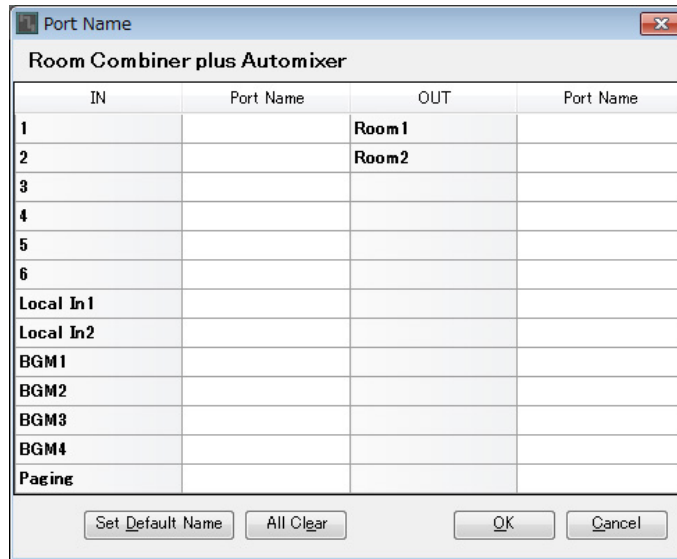 Port Name
Room Combiner plus Automixer
IN Port Name OUT Port Name
1 Room1
2 Room2
3
4
5
6
Local In1
Local In2
BGM1
BGM2
BGM3
BGM4
Paging
Set Default Name All Clear OK Cancel